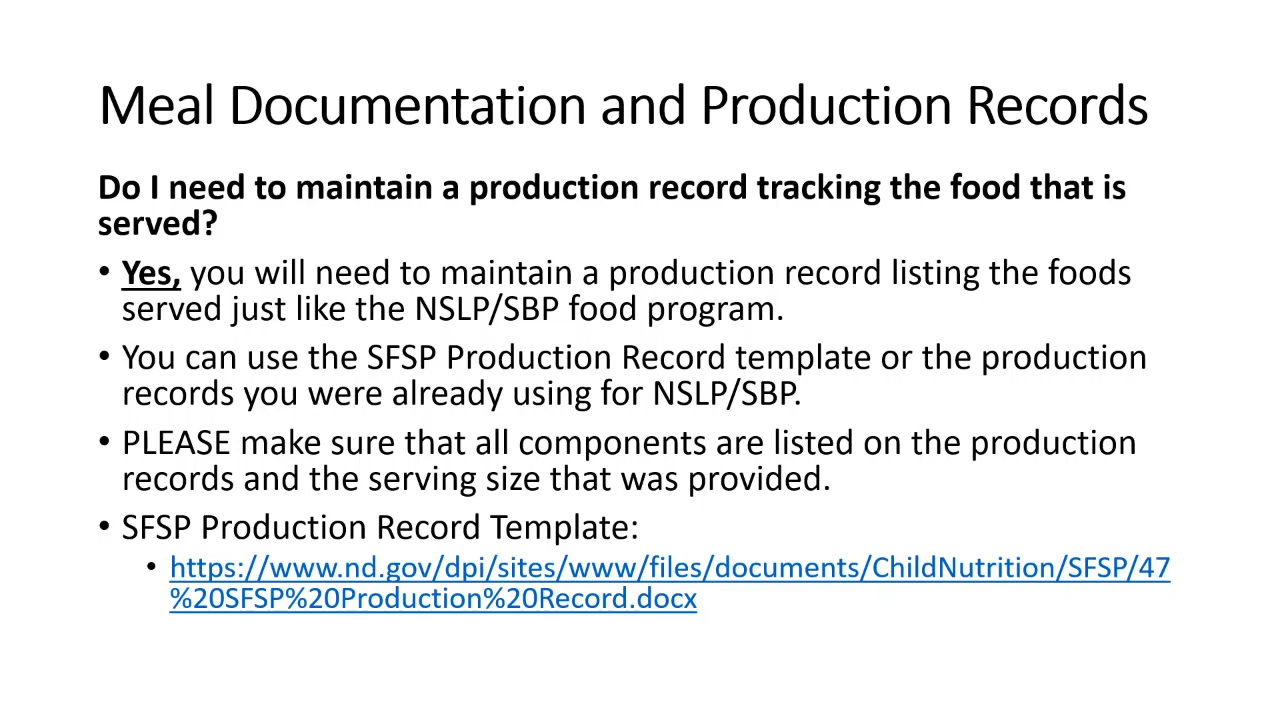 Meal Documentation and Production Records
Do I need to maintain a production record tracking the food that is
served?
• Yes, you will need to maintain a production record listing the foods
served just like the NSLP/SBP food program.
• You can use the SFSP Production Record template or the production
records you were already using for NSLP/SBP.
• PLEASE make sure that all components are listed on the production
records and the serving size that was provided.
• SFSP Production Record Template:
• https://www.nd.gov/dpi/sites/www/files/documents/ChildNutrition/SFSP/47
%20SFSP%20Production%20Record.docx